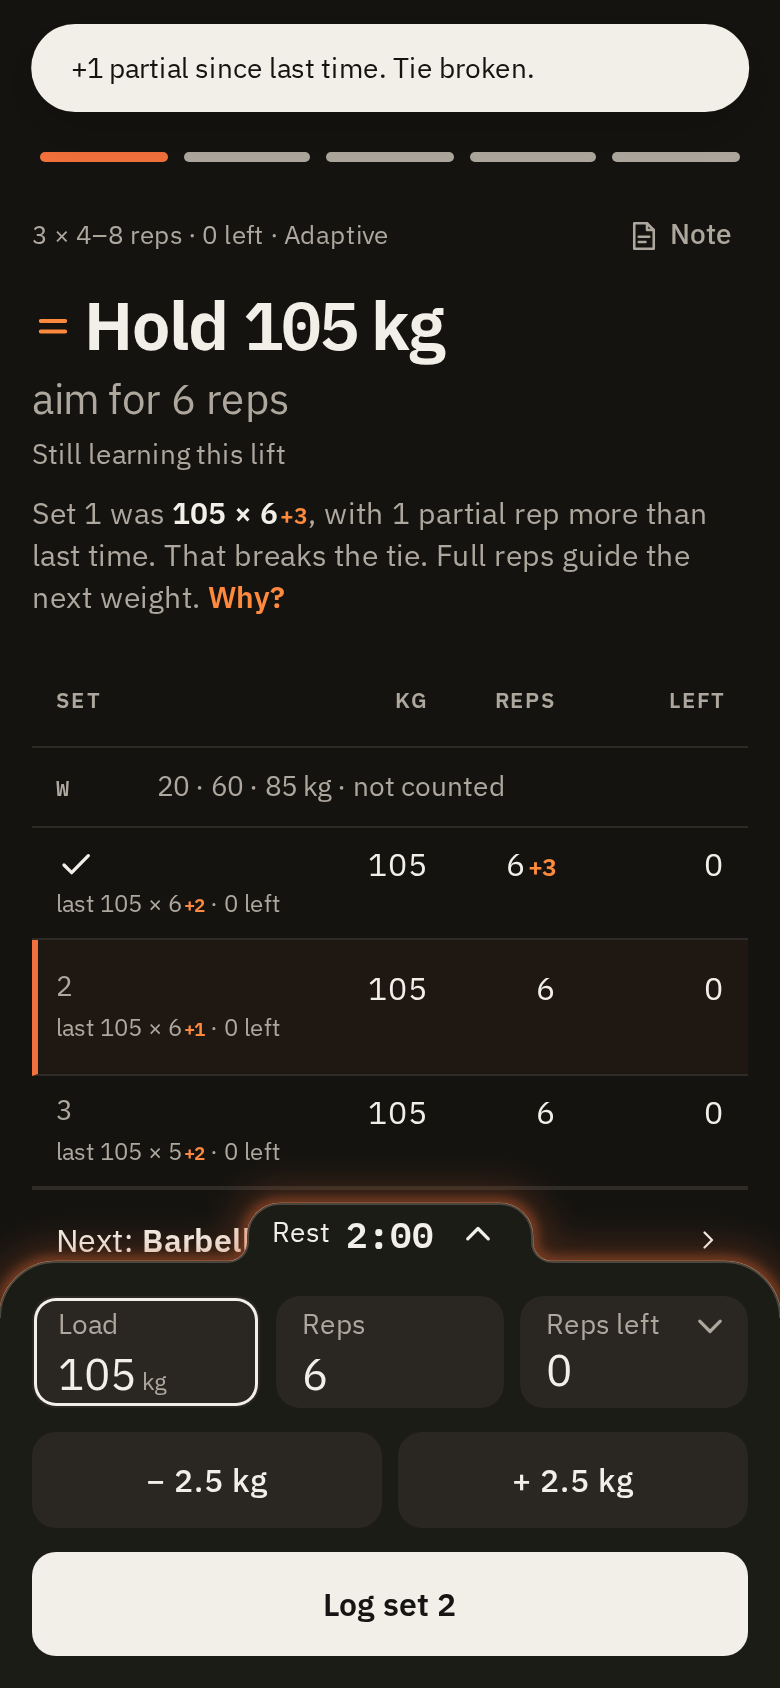 +1 partial since last time. Tie broken.
3 × 4–8 reps · 0 left · Adaptive
Note
= Hold 105 kg
aim for 6 reps
Still learning this lift
Set 1 was 105 × 6+3, with 1 partial rep more than
last time. That breaks the tie. Full reps guide the
next weight. Why?
SET KG REPS LEFT
W 20 · 60 · 85 kg · not counted
✓ 105 6+3 0
last 105 × 6+2 · 0 left
2 105 6 0
last 105 × 6+1 · 0 left
3 105 6 0
last 105 × 5+2 · 0 left
Next: Barbell
Rest 2:00
Load Reps Reps left
105 kg 6 0
− 2.5 kg + 2.5 kg
Log set 2